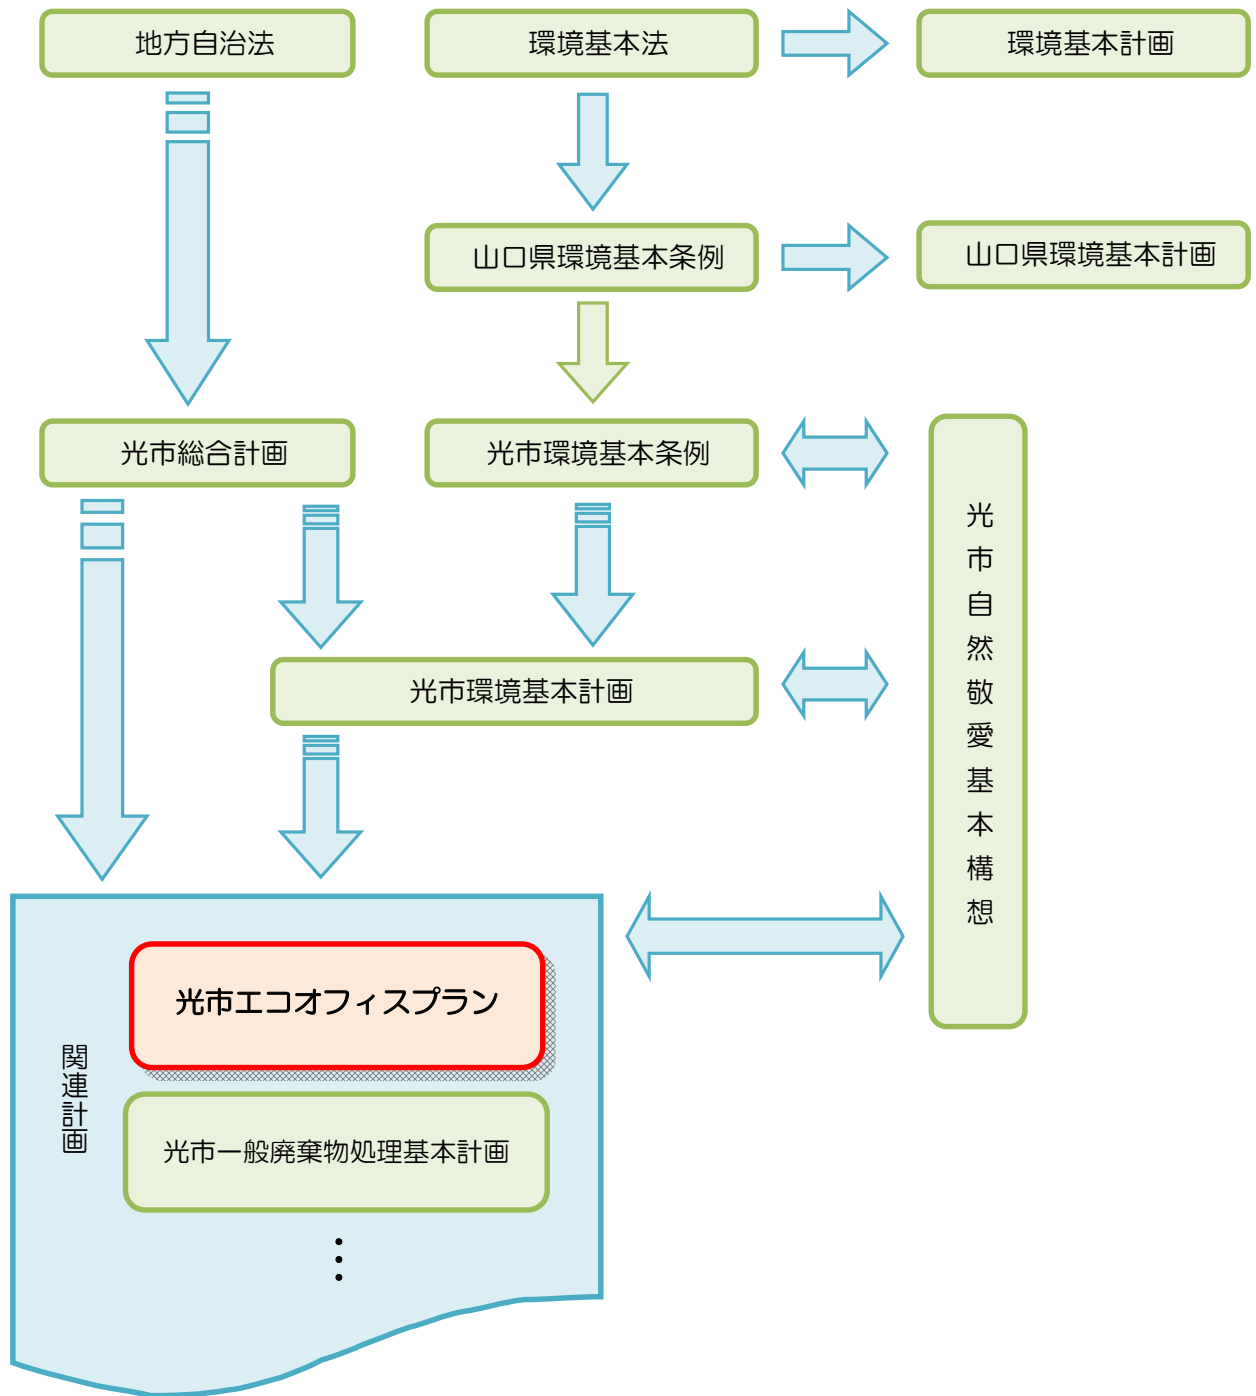 地方自治法
環境基本法
環境基本計画
山口県環境基本条例
山口県環境基本計画
光市総合計画
光市環境基本条例
光市自然敬愛基本構想
光市環境基本計画
関連計画
光市エコオフィスプラン
光市一般廃棄物処理基本計画
⋮